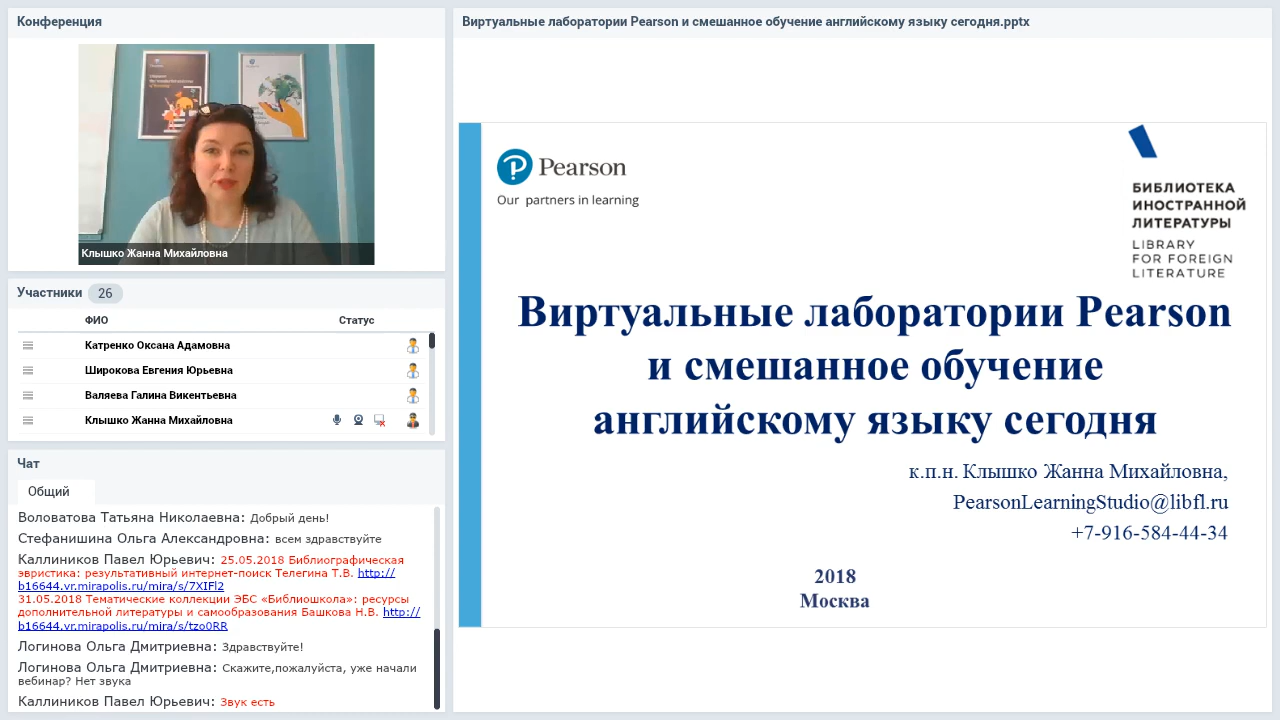 Конференция
Клышко Жанна Михайловна
Участники 26
ФИО Статус
Катренко Оксана Адамовна
Широкова Евгения Юрьевна
Валяева Галина Викентьевна
Клышко Жанна Михайловна
Чат
Общий
Воловатова Татьяна Николаевна: Добрый день!
Стефанишина Ольга Александровна: всем здравствуйте
Каллиников Павел Юрьевич: 25.05.2018 Библиографическая
эвристика: результативный интернет-поиск Телегина Т.В. http://
b16644.vr.mirapolis.ru/mira/s/7XIFl2
31.05.2018 Тематические коллекции ЭБС «Библиошкола»: ресурсы
дополнительной литературы и самообразования Башкова Н.В. http://
b16644.vr.mirapolis.ru/mira/s/tzo0RR
Логинова Ольга Дмитриевна: Здравствуйте!
Логинова Ольга Дмитриевна: Скажите,пожалуйста, уже начали
вебинар? Нет звука
Каллиников Павел Юрьевич: Звук есть
Виртуальные лаборатории Pearson и смешанное обучение английскому языку сегодня.pptx
Pearson
Our partners in learning
БИБЛИОТЕКА
ИНОСТРАННОЙ
ЛИТЕРАТУРЫ
LIBRARY
FOR FOREIGN
LITERATURE
Виртуальные лаборатории Pearson
и смешанное обучение
английскому языку сегодня
к.п.н. Клышко Жанна Михайловна,
PearsonLearningStudio@libfl.ru
+7-916-584-44-34
2018
Москва